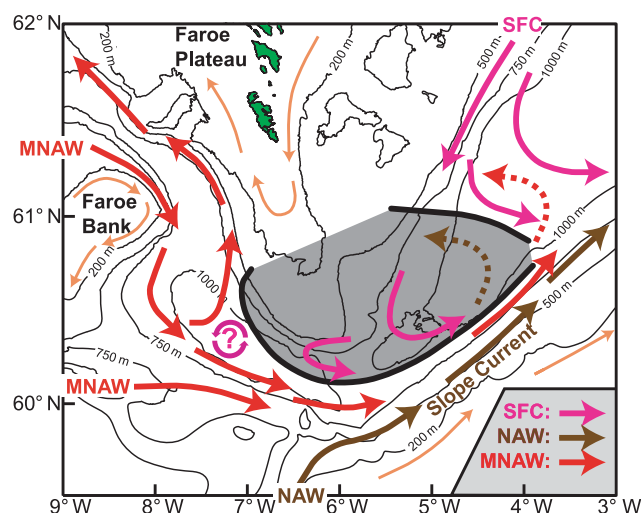 62° N
61° N
60° N
9° W
8° W
7° W
6° W
5° W
4° W
3° W
Faroe
Plateau
200 m
SFC
500 m
750 m
1000 m
MNAW
Faroe
Bank
200 m
1000 m
1000 m
500 m
?
750 m
750 m
MNAW
Slope Current
200 m
NAW
SFC:
NAW:
MNAW: